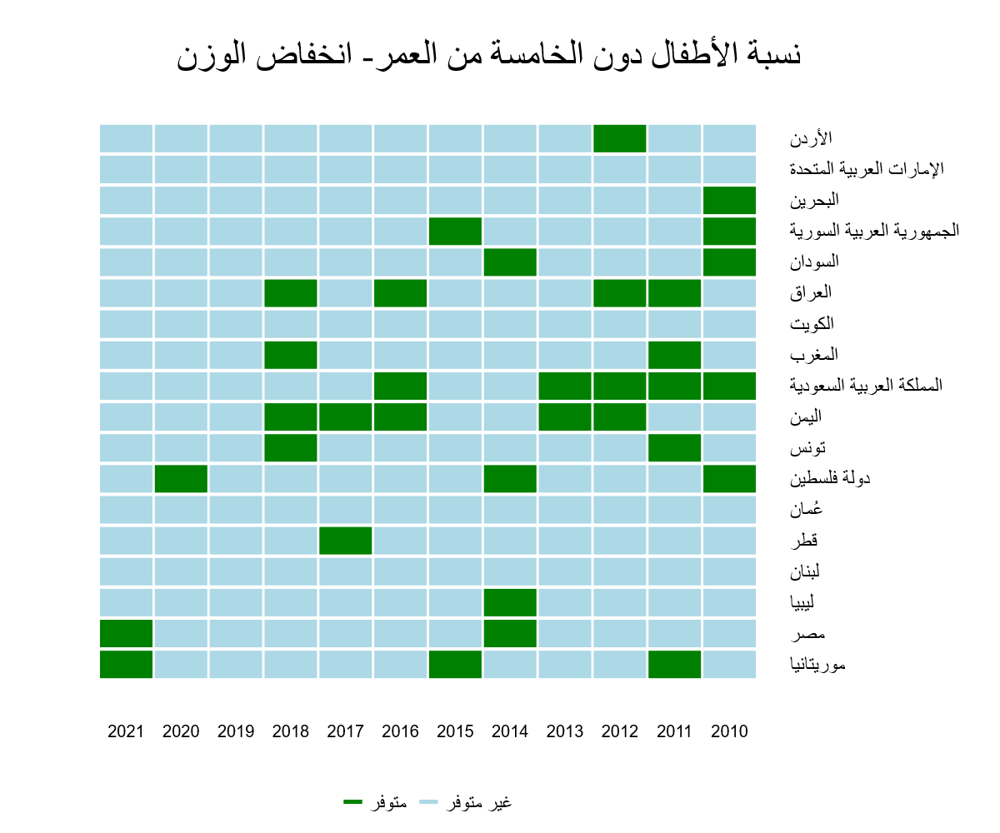 نسبة الأطفال دون الخامسة من العمر- انخفاض الوزن
الأردن
الإمارات العربية المتحدة
البحرين
الجمهورية العربية السورية
السودان
العراق
الكويت
المغرب
المملكة العربية السعودية
اليمن
تونس
دولة فلسطين
عُمان
قطر
لبنان
ليبيا
مصر
موريتانيا
2021 2020 2019 2018 2017 2016 2015 2014 2013 2012 2011 2010
غير متوفر متوفر